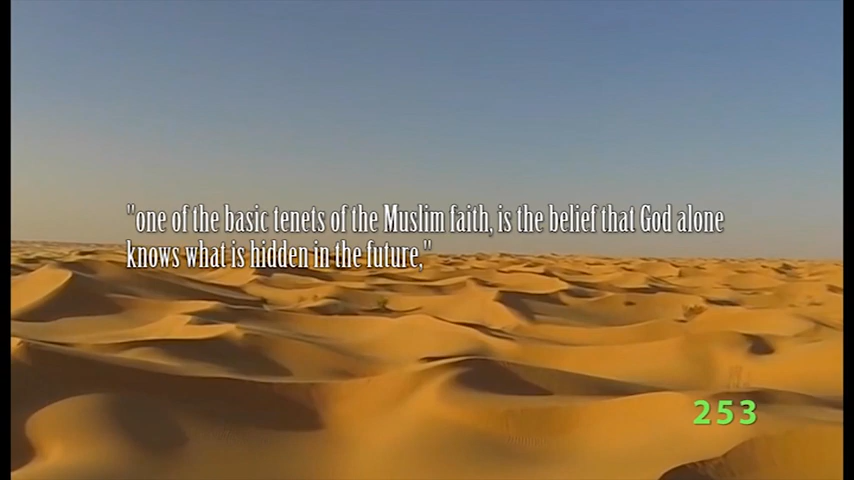 "one of the basic tenets of the Muslim faith, is the belief that God alone
knows what is hidden in the future,"
253